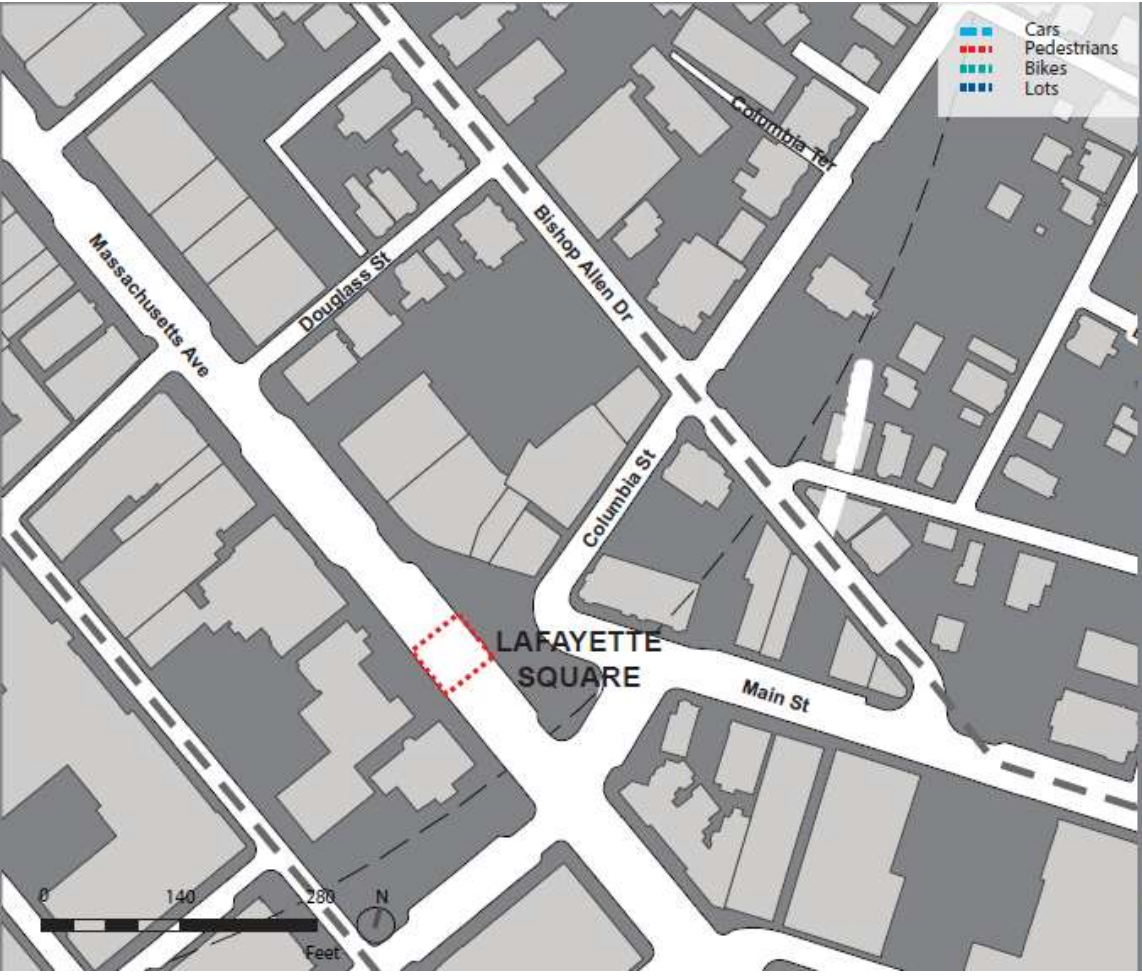 Cars
Pedestrians
Bikes
Lots
Columbia Ter
Bishop Allen Dr
Massachusetts Ave
Douglass St
Columbia St
LAFAYETTE
SQUARE
Main St
0 140 280
N
Feet